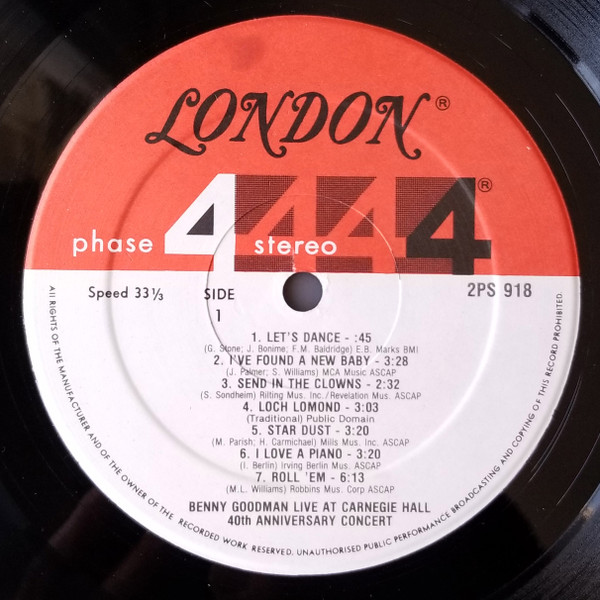 LONDON ®
phase 4 stereo 4 4 4 ®
Speed 33⅓ SIDE 2PS 918
1
1. LET'S DANCE - :45
(G. Stone; J. Bonime; F.M. Baldridge) E.B. Marks BMI
2. I'VE FOUND A NEW BABY - 3:28
(J. Palmer; S. Williams) MCA Music ASCAP
3. SEND IN THE CLOWNS - 2:32
(S. Sondheim) Rilting Mus. Inc./Revelation Mus. ASCAP
4. LOCH LOMOND - 3:03
(Traditional) Public Domain
5. STAR DUST - 3:20
(M. Parish; H. Carmichael) Mills Mus. Inc. ASCAP
6. I LOVE A PIANO - 3:20
(I. Berlin) Irving Berlin Mus. ASCAP
7. ROLL 'EM - 6:13
(M.L. Williams) Robbins Mus. Corp ASCAP
BENNY GOODMAN LIVE AT CARNEGIE HALL
40th ANNIVERSARY CONCERT
All RIGHTS OF THE MANUFACTURER AND OF THE OWNER OF THE RECORDED WORK RESERVED. UNAUTHORISED PUBLIC PERFORMANCE BROADCASTING AND COPYING OF THIS RECORD PROHIBITED.